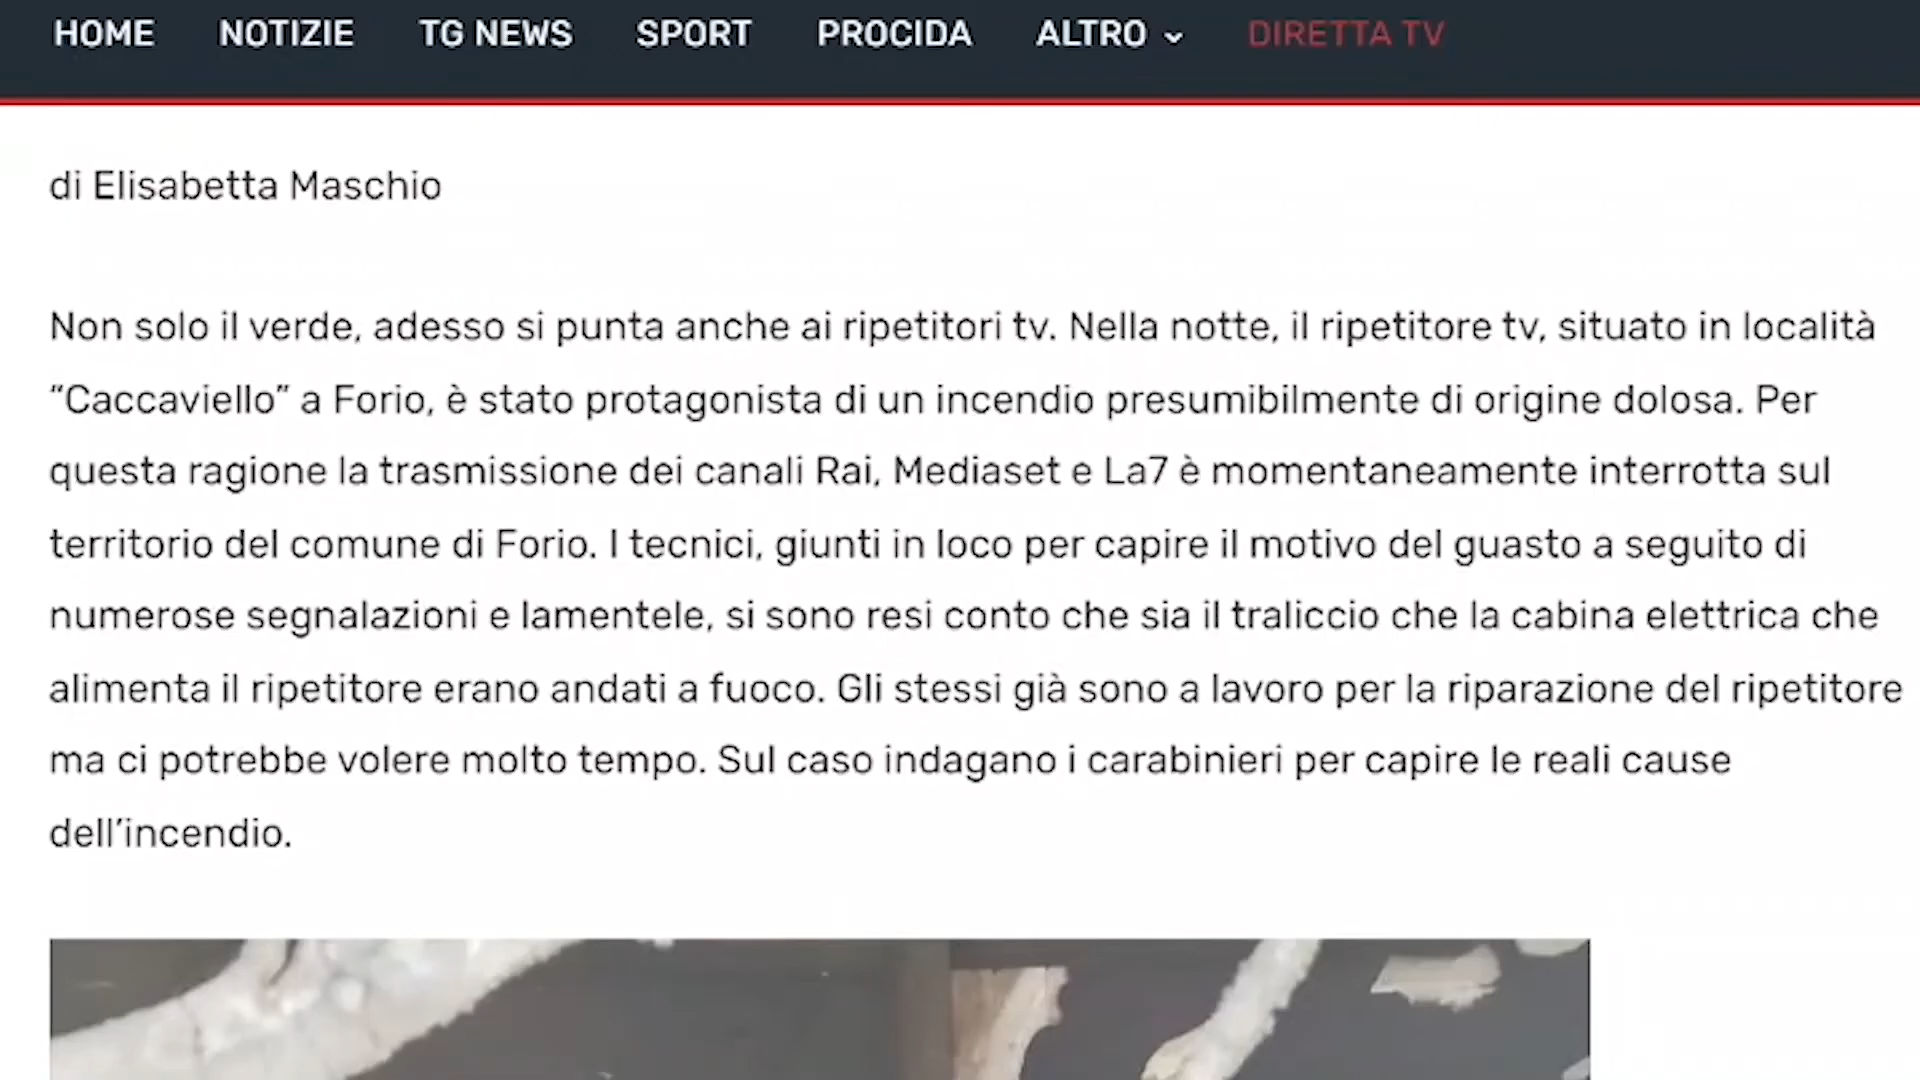 HOME NOTIZIE TG NEWS SPORT PROCIDA ALTRO DIRETTA TV
di Elisabetta Maschio
Non solo il verde, adesso si punta anche ai ripetitori tv. Nella notte, il ripetitore tv, situato in località
“Caccaviello” a Forio, è stato protagonista di un incendio presumibilmente di origine dolosa. Per
questa ragione la trasmissione dei canali Rai, Mediaset e La7 è momentaneamente interrotta sul
territorio del comune di Forio. I tecnici, giunti in loco per capire il motivo del guasto a seguito di
numerose segnalazioni e lamentele, si sono resi conto che sia il traliccio che la cabina elettrica che
alimenta il ripetitore erano andati a fuoco. Gli stessi già sono a lavoro per la riparazione del ripetitore
ma ci potrebbe volere molto tempo. Sul caso indagano i carabinieri per capire le reali cause
dell’incendio.